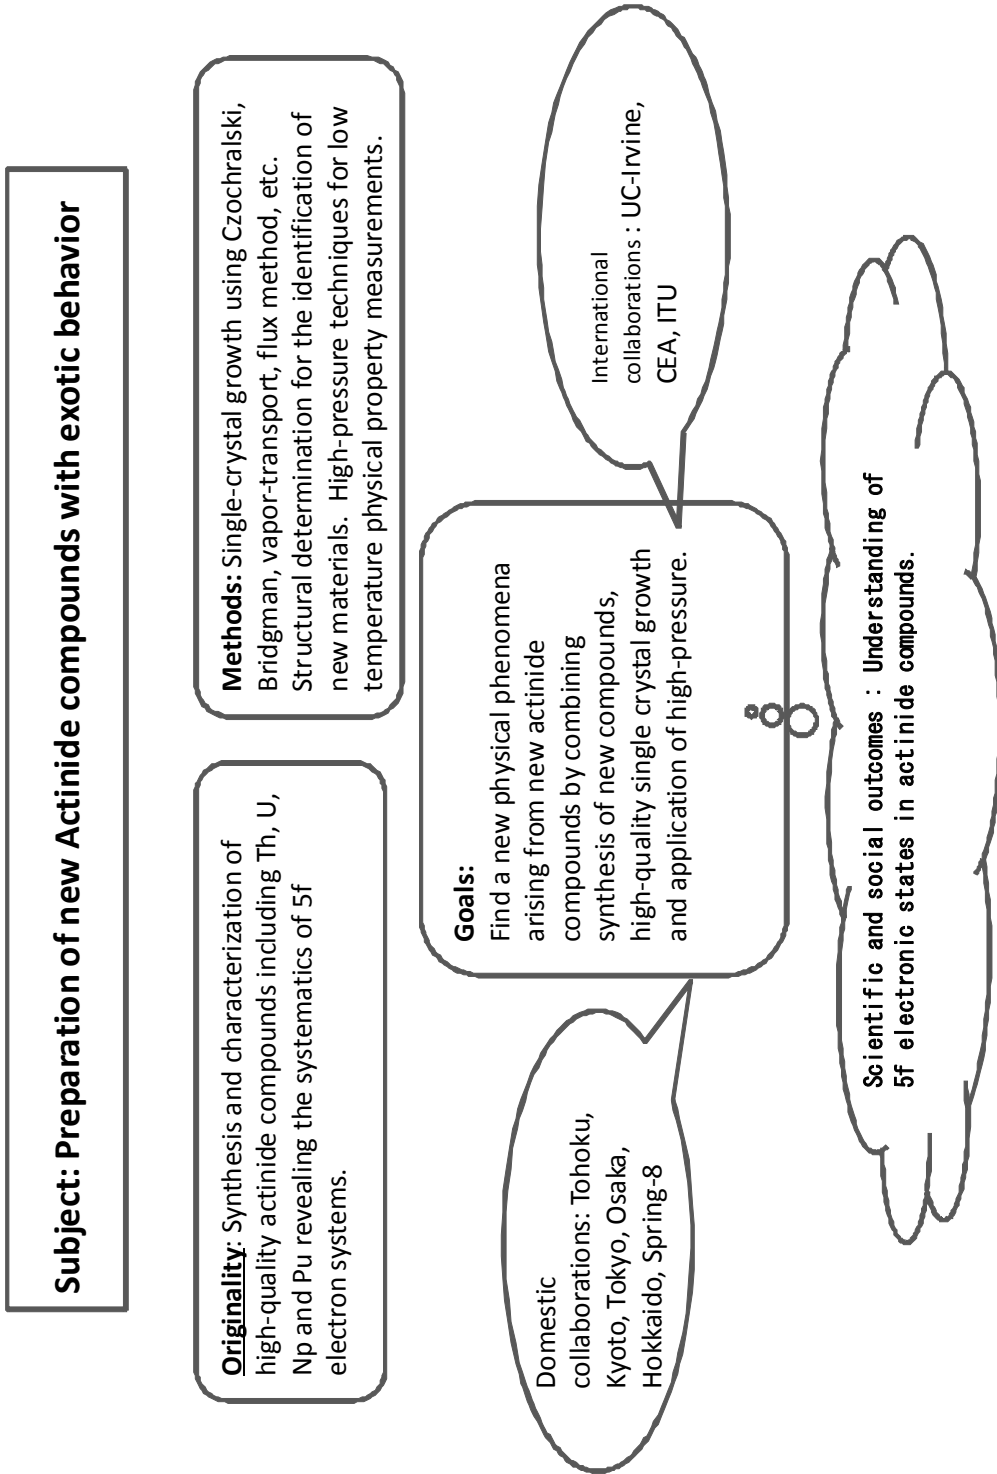 Subject: Preparation of new Actinide compounds with exotic behavior
Originality: Synthesis and characterization of
high-quality actinide compounds including Th, U,
Np and Pu revealing the systematics of 5f
electron systems.
Methods: Single-crystal growth using Czochralski,
Bridgman, vapor-transport, flux method, etc.
Structural determination for the identification of
new materials.  High-pressure techniques for low
temperature physical property measurements.
Goals:
Find a new physical phenomena
arising from new actinide
compounds by combining
synthesis of new compounds,
high-quality single crystal growth
and application of high-pressure.
Domestic
collaborations: Tohoku,
Kyoto, Tokyo, Osaka,
Hokkaido, Spring-8
International
collaborations : UC-Irvine,
CEA, ITU
Scientific and social outcomes : Understanding of
5f electronic states in actinide compounds.